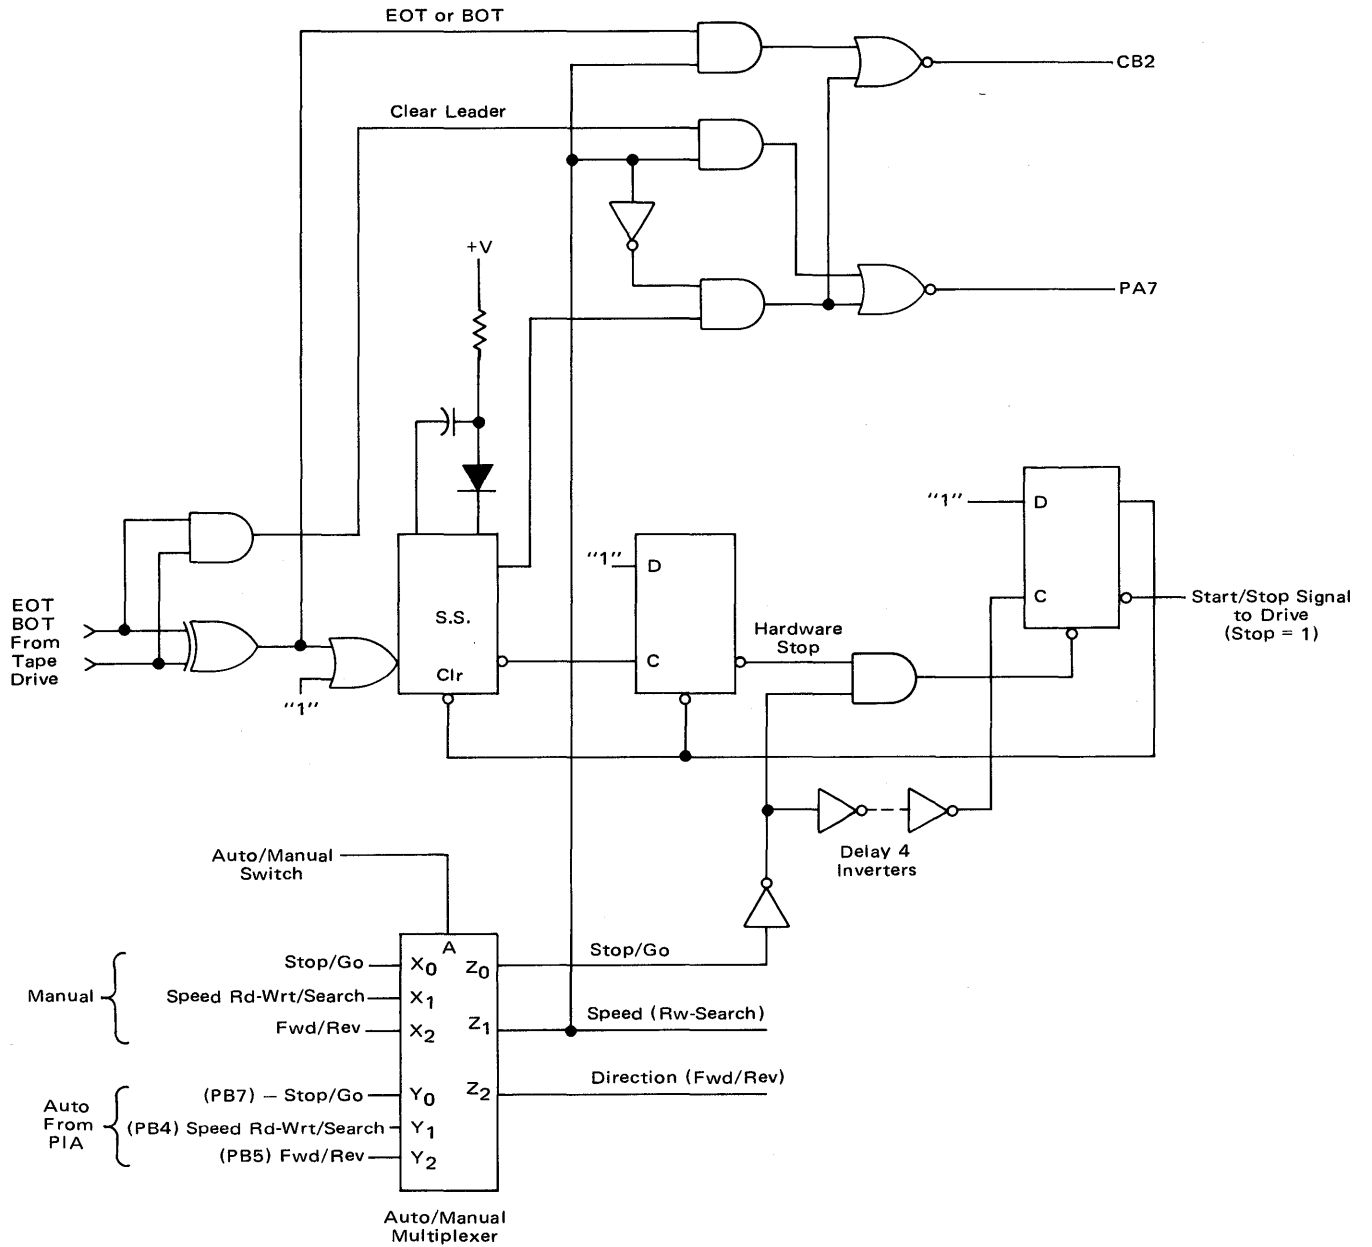 EOT or BOT
CB2
Clear Leader
+V
PA7
"1"
D
"1"
D
EOT
BOT
From
Tape
Drive
S.S.
Clr
"1"
C
Hardware
Stop
C
Start/Stop Signal
to Drive
(Stop = 1)
Delay 4
Inverters
Auto/Manual
Switch
A
Manual
Stop/Go
X0
Z0
Stop/Go
Speed Rd-Wrt/Search
X1
Fwd/Rev
X2
Z1
Speed (Rw-Search)
Auto
From
PIA
(PB7) – Stop/Go
Y0
Z2
Direction (Fwd/Rev)
(PB4) Speed Rd-Wrt/Search
Y1
(PB5) Fwd/Rev
Y2
Auto/Manual
Multiplexer